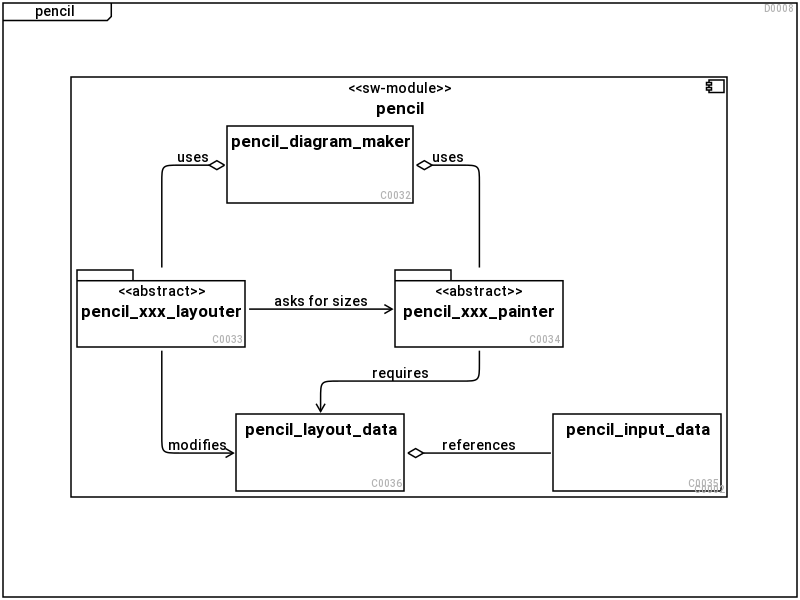 pencil
D0008
<<sw-module>>
pencil
pencil_diagram_maker
uses
uses
C0032
<<abstract>>
pencil_xxx_layouter
C0033
asks for sizes
<<abstract>>
pencil_xxx_painter
C0034
requires
modifies
pencil_layout_data
C0036
references
pencil_input_data
C0035
C0002